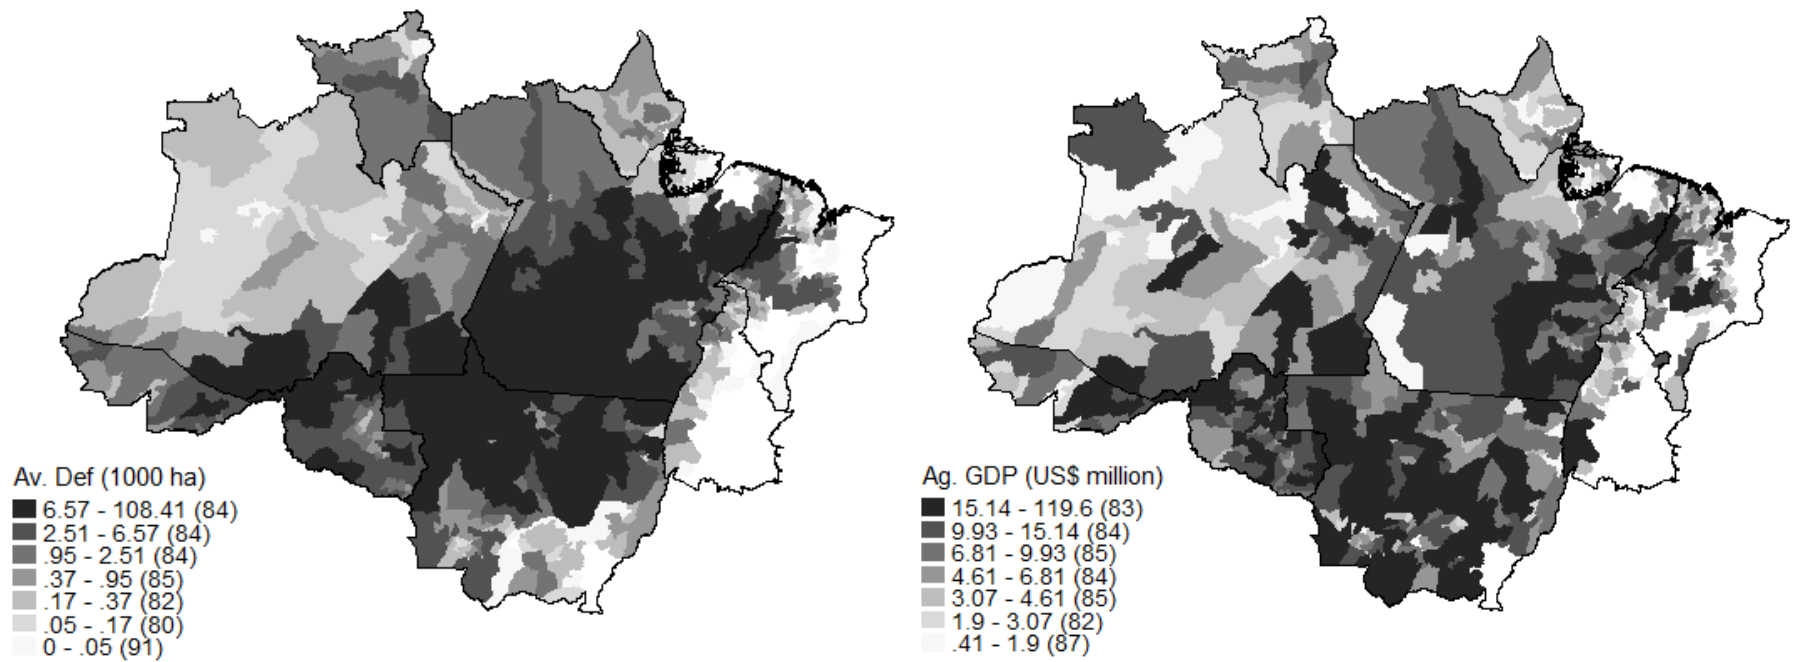 Av. Def (1000 ha)
6.57 - 108.41 (84)
2.51 - 6.57 (84)
.95 - 2.51 (84)
.37 - .95 (85)
.17 - .37 (82)
.05 - .17 (80)
0 - .05 (91)
Ag. GDP (US$ million)
15.14 - 119.6 (83)
9.93 - 15.14 (84)
6.81 - 9.93 (85)
4.61 - 6.81 (84)
3.07 - 4.61 (85)
1.9 - 3.07 (82)
.41 - 1.9 (87)